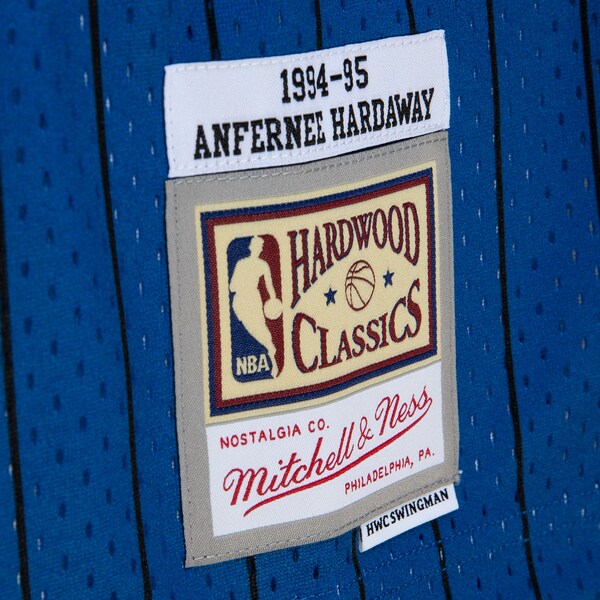 1994-95
ANFERNEE HARDAWAY
HARDWOOD
CLASSICS
NBA
NOSTALGIA CO.
Mitchell & Ness
PHILADELPHIA, PA.
HWCSWINGMAN